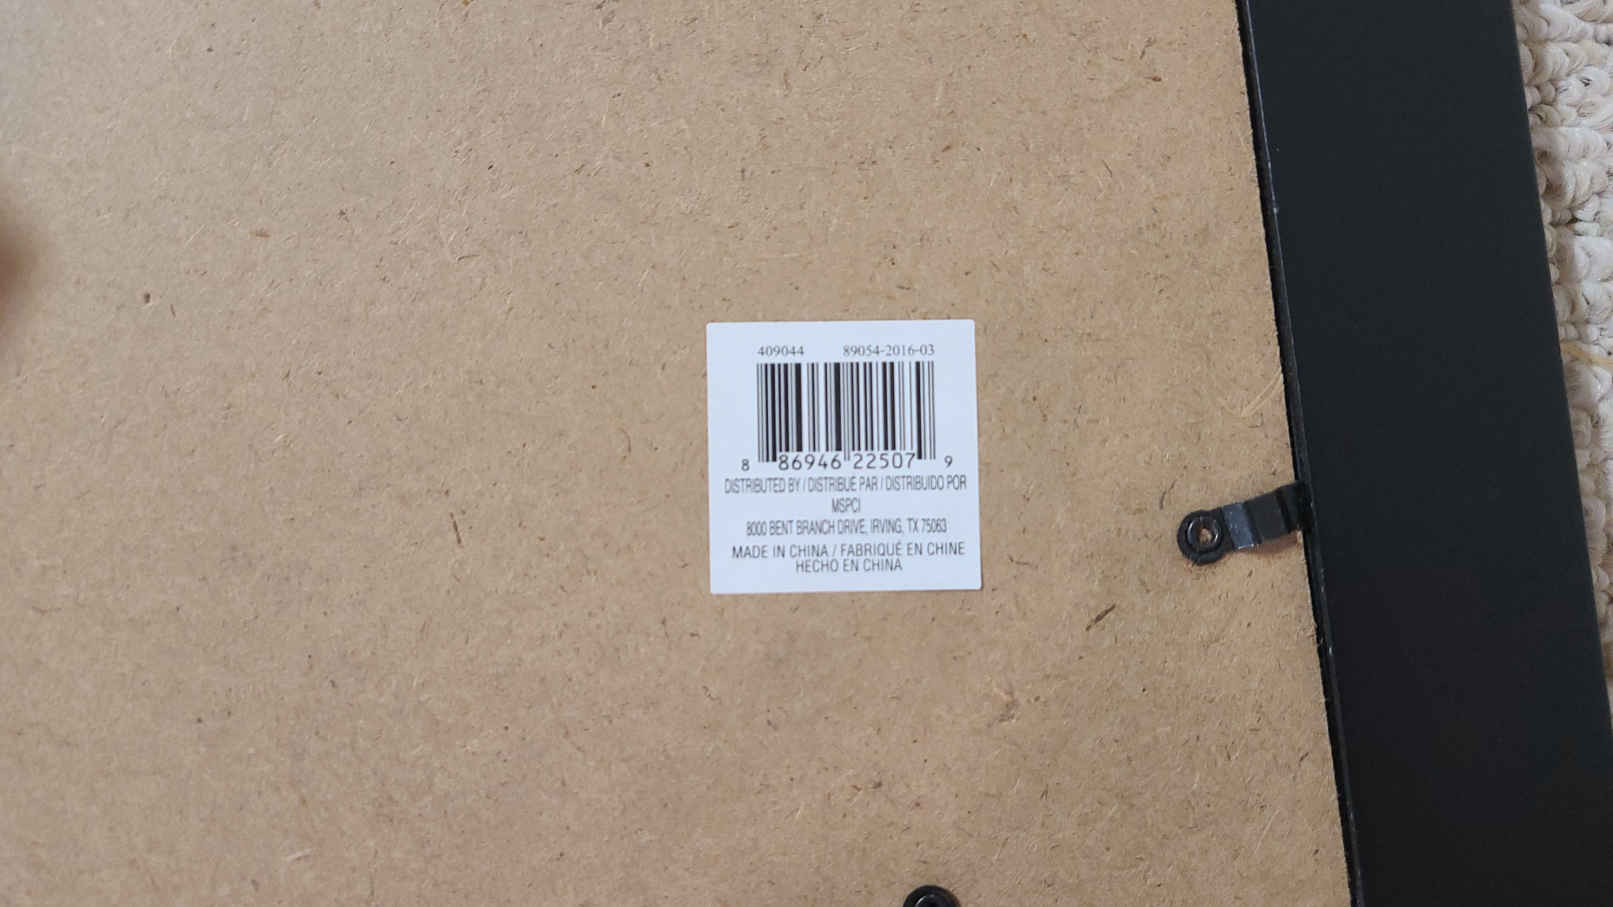 409044 89054-2016-03
8 86946 22507 9
DISTRIBUTED BY / DISTRIBUÉ PAR / DISTRIBUIDO POR
MSPCI
8000 BENT BRANCH DRIVE, IRVING, TX 75063
MADE IN CHINA / FABRIQUÉ EN CHINE
HECHO EN CHINA